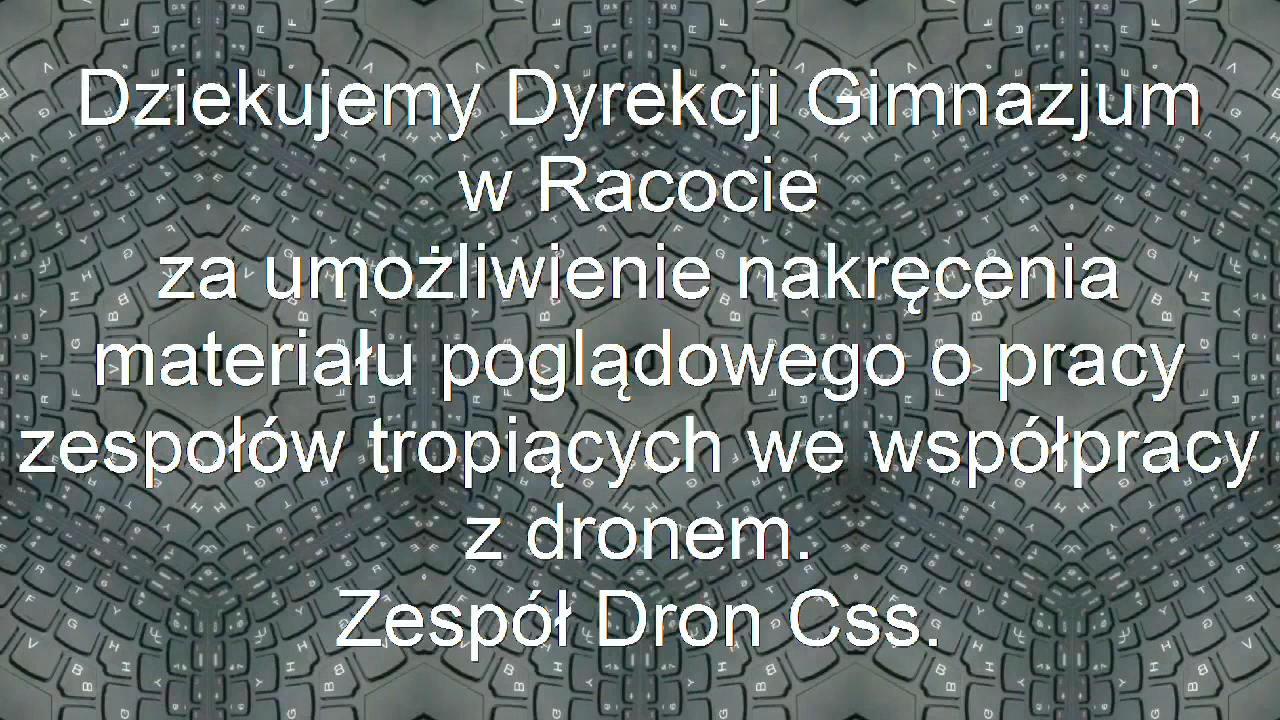 Dziekujemy Dyrekcji Gimnazjum
w Racocie
za umożliwienie nakręcenia
materiału poglądowego o pracy
zespołów tropiących we współpracy
z dronem.
Zespół Dron Css.